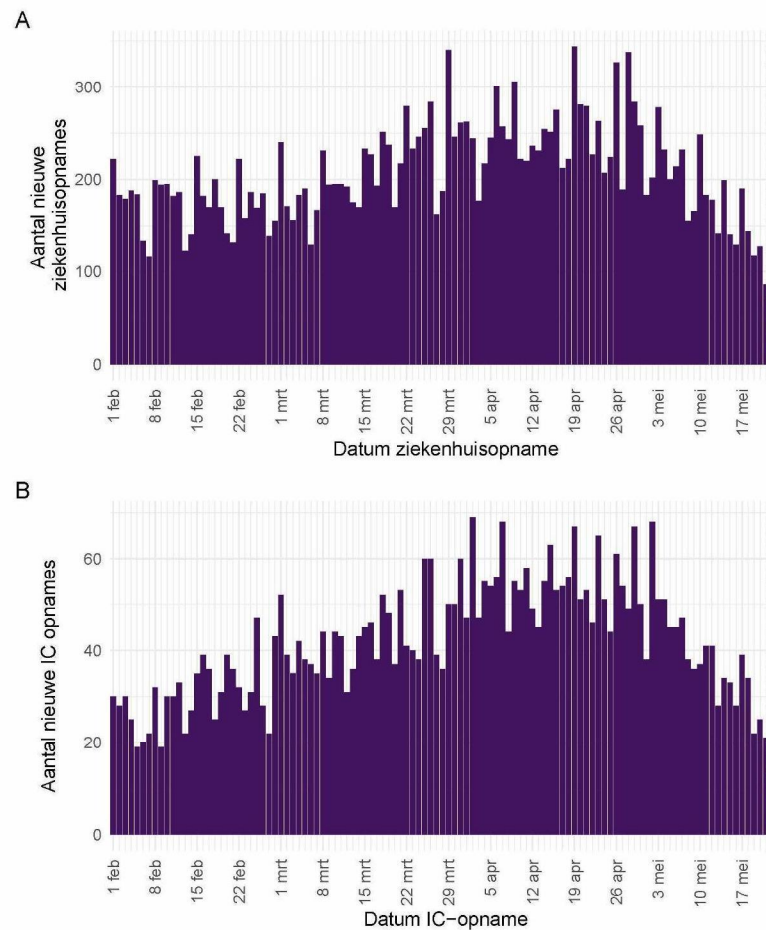 A
Aantal nieuwe
ziekenhuisopnames
300
200
100
0
1 feb
8 feb
15 feb
22 feb
1 mrt
8 mrt
15 mrt
22 mrt
29 mrt
5 apr
12 apr
19 apr
26 apr
3 mei
10 mei
17 mei
Datum ziekenhuisopname
B
Aantal nieuwe IC opnames
60
40
20
0
1 feb
8 feb
15 feb
22 feb
1 mrt
8 mrt
15 mrt
22 mrt
29 mrt
5 apr
12 apr
19 apr
26 apr
3 mei
10 mei
17 mei
Datum IC−opname